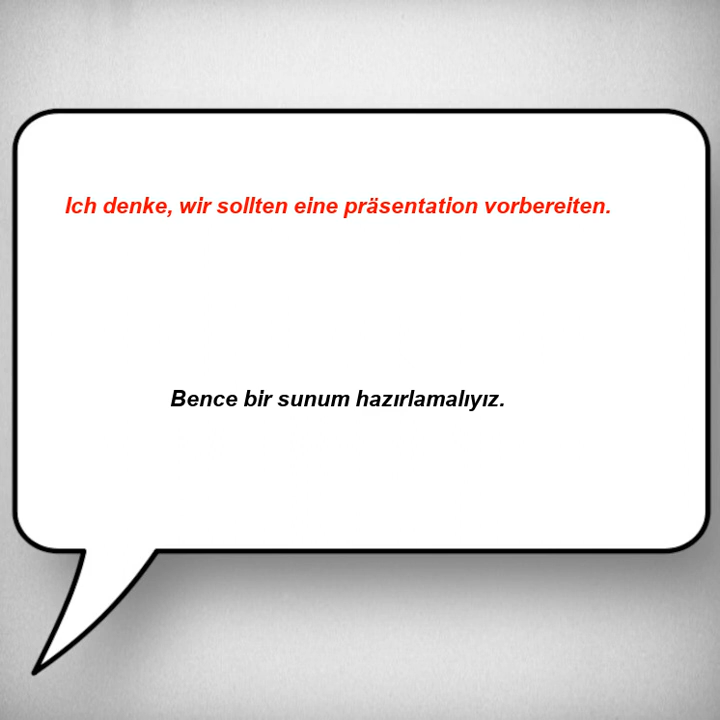 Ich denke, wir sollten eine präsentation vorbereiten.
Bence bir sunum hazırlamalıyız.